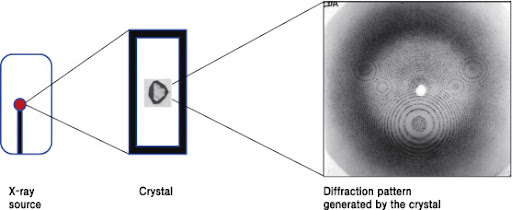 X-ray
source
Crystal
Diffraction pattern
generated by the crystal